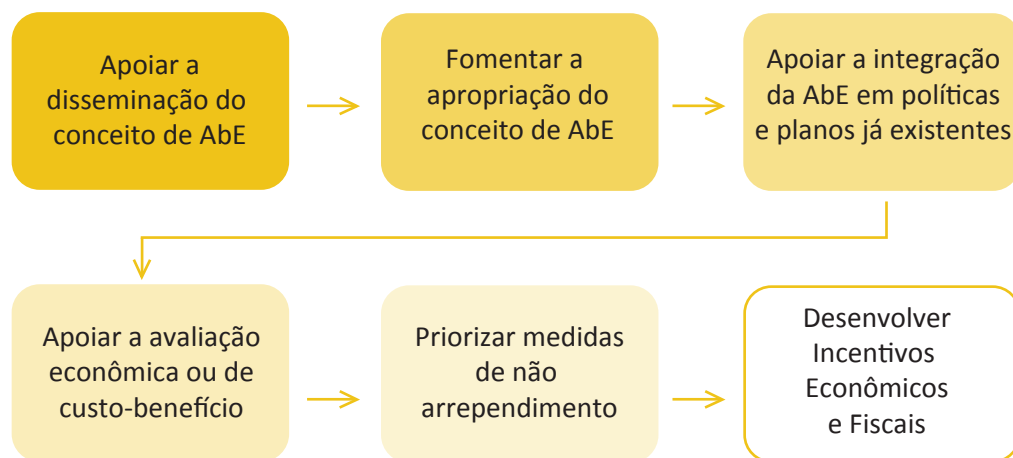 Apoiar a
disseminação do
conceito de AbE
Fomentar a
apropriação do
conceito de AbE
Apoiar a integração
da AbE em políticas
e planos já existentes
Apoiar a avaliação
econômica ou de
custo-benefício
Priorizar medidas
de não
arrependimento
Desenvolver
Incentivos
Econômicos
e Fiscais